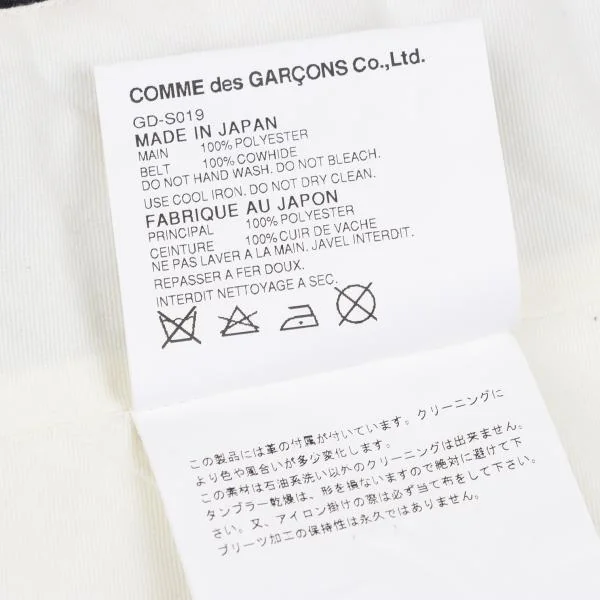 COMME des GARÇONS Co.,Ltd.
GD-S019
MADE IN JAPAN
MAIN 100% POLYESTER
BELT 100% COWHIDE
DO NOT HAND WASH. DO NOT BLEACH.
USE COOL IRON. DO NOT DRY CLEAN.
FABRIQUE AU JAPON
PRINCIPAL 100% POLYESTER
CEINTURE 100% CUIR DE VACHE
NE PAS LAVER A LA MAIN. JAVEL INTERDIT.
REPASSER A FER DOUX.
INTERDIT NETTOYAGE A SEC.
この製品には革の付属が付いています。クリーニングに
より色や風合いが多少変化します。
この素材は石油系洗い以外のクリーニングは出来ません。
タンブラー乾燥は、形を損ないますので絶対に避けて下
さい。又、アイロン掛けの際は必ず当て布をして下さい。
プリーツ加工の保持性は永久ではありません。